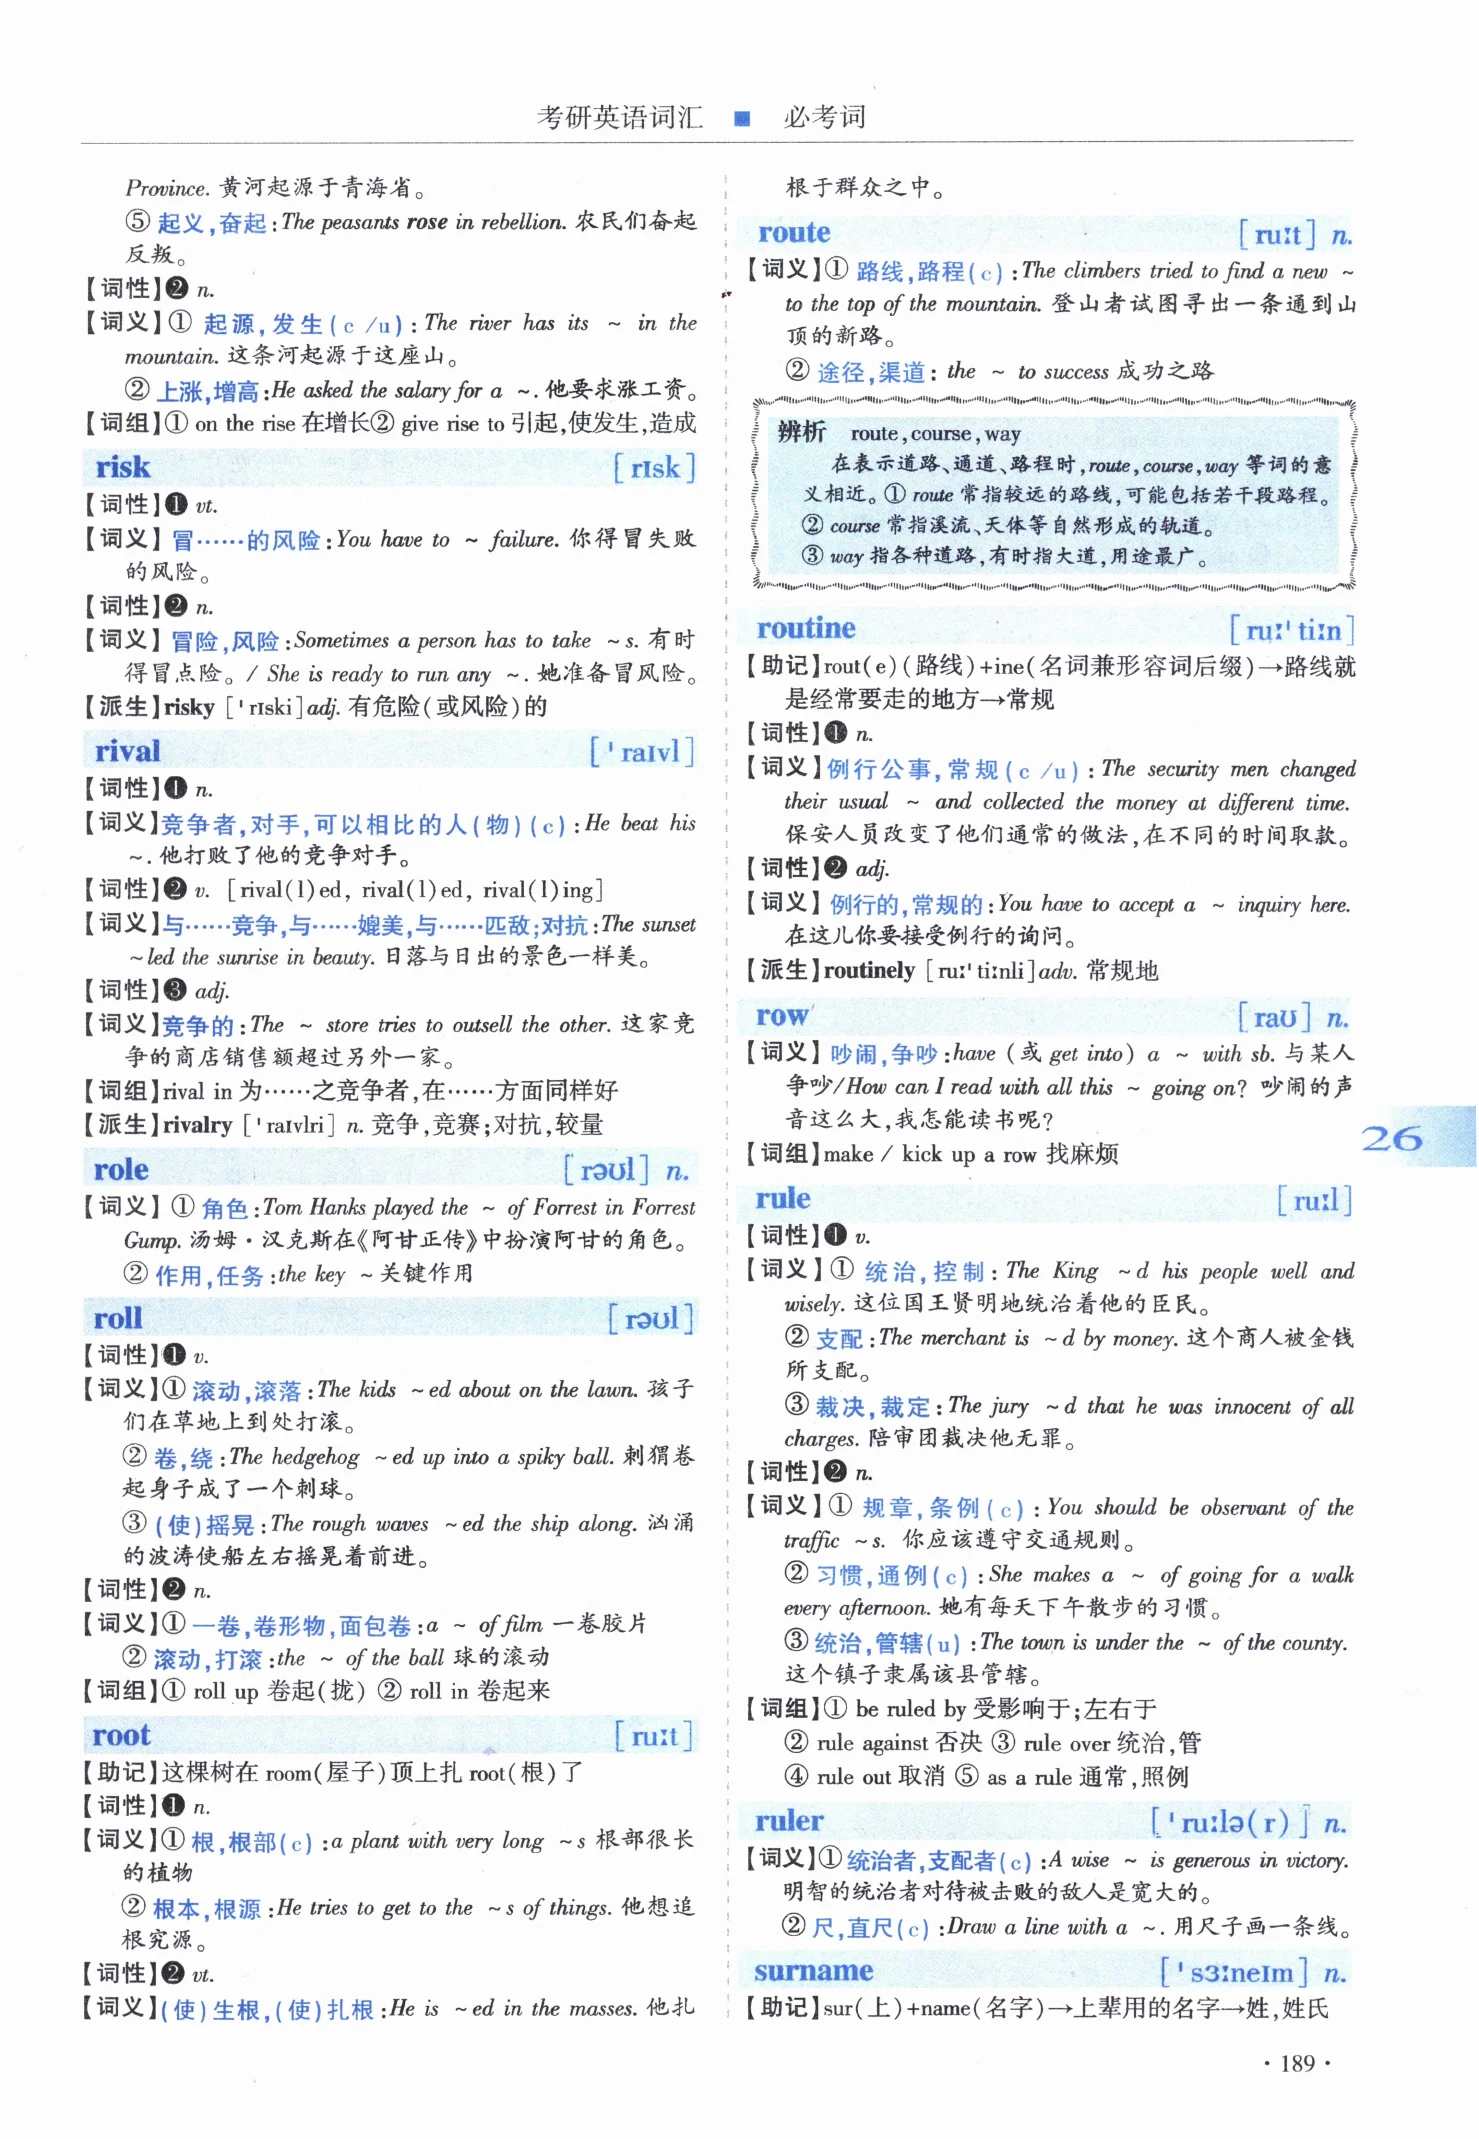 考研英语词汇 ■ 必考词
Province. 黄河起源于青海省。
⑤ 起义,奋起:The peasants rose in rebellion. 农民们奋起
反叛。
【词性】❷ n.
【词义】① 起源,发生(c /u):The river has its ~ in the
mountain. 这条河起源于这座山。
② 上涨,增高:He asked the salary for a ~. 他要求涨工资。
【词组】① on the rise 在增长② give rise to 引起,使发生,造成
risk [rɪsk]
【词性】❶ vt.
【词义】冒……的风险:You have to ~ failure. 你得冒失败
的风险。
【词性】❷ n.
【词义】冒险,风险:Sometimes a person has to take ~s. 有时
得冒点险。/ She is ready to run any ~. 她准备冒风险。
【派生】risky [ˈrɪski] adj. 有危险(或风险)的
rival [ˈraɪvl]
【词性】❶ n.
【词义】竞争者,对手,可以相比的人(物)(c):He beat his
~. 他打败了他的竞争对手。
【词性】❷ v. [rival(l)ed, rival(l)ed, rival(l)ing]
【词义】与……竞争,与……媲美,与……匹敌;对抗:The sunset
~led the sunrise in beauty. 日落与日出的景色一样美。
【词性】❸ adj.
【词义】竞争的:The ~ store tries to outsell the other. 这家竞
争的商店销售额超过另外一家。
【词组】rival in 为……之竞争者,在……方面同样好
【派生】rivalry [ˈraɪvlri] n. 竞争,竞赛;对抗,较量
role [rəʊl] n.
【词义】① 角色:Tom Hanks played the ~ of Forrest in Forrest
Gump. 汤姆·汉克斯在《阿甘正传》中扮演阿甘的角色。
② 作用,任务:the key ~ 关键作用
roll [rəʊl]
【词性】❶ v.
【词义】① 滚动,滚落:The kids ~ed about on the lawn. 孩子
们在草地上到处打滚。
② 卷,绕:The hedgehog ~ed up into a spiky ball. 刺猬卷
起身子成了一个刺球。
③ (使)摇晃:The rough waves ~ed the ship along. 汹涌
的波涛使船左右摇晃着前进。
【词性】❷ n.
【词义】① 一卷,卷形物,面包卷:a ~ of film 一卷胶片
② 滚动,打滚:the ~ of the ball 球的滚动
【词组】① roll up 卷起(拢) ② roll in 卷起来
root [ruːt]
【助记】这棵树在 room(屋子)顶上扎 root(根)了
【词性】❶ n.
【词义】① 根,根部(c):a plant with very long ~s 根部很长
的植物
② 根本,根源:He tries to get to the ~s of things. 他想追
根究源。
【词性】❷ vt.
【词义】(使)生根,(使)扎根:He is ~ed in the masses. 他扎
根于群众之中。
route [ruːt] n.
【词义】① 路线,路程(c):The climbers tried to find a new ~
to the top of the mountain. 登山者试图寻出一条通到山
顶的新路。
② 途径,渠道:the ~ to success 成功之路
辨析 route,course,way
在表示道路、通道、路程时,route,course,way 等词的意
义相近。① route 常指较远的路线,可能包括若干段路程。
② course 常指溪流、天体等自然形成的轨道。
③ way 指各种道路,有时指大道,用途最广。
routine [ruːˈtiːn]
【助记】rout(e)(路线)+ine(名词兼形容词后缀)→路线就
是经常要走的地方→常规
【词性】❶ n.
【词义】例行公事,常规(c /u):The security men changed
their usual ~ and collected the money at different time.
保安人员改变了他们通常的做法,在不同的时间取款。
【词性】❷ adj.
【词义】例行的,常规的:You have to accept a ~ inquiry here.
在这儿你要接受例行的询问。
【派生】routinely [ruːˈtiːnli] adv. 常规地
row [raʊ] n.
【词义】吵闹,争吵:have (或 get into) a ~ with sb. 与某人
争吵/How can I read with all this ~ going on? 吵闹的声
音这么大,我怎能读书呢?
【词组】make / kick up a row 找麻烦
26
rule [ruːl]
【词性】❶ v.
【词义】① 统治,控制:The King ~d his people well and
wisely. 这位国王贤明地统治着他的臣民。
② 支配:The merchant is ~d by money. 这个商人被金钱
所支配。
③ 裁决,裁定:The jury ~d that he was innocent of all
charges. 陪审团裁决他无罪。
【词性】❷ n.
【词义】① 规章,条例(c):You should be observant of the
traffic ~s. 你应该遵守交通规则。
② 习惯,通例(c):She makes a ~ of going for a walk
every afternoon. 她有每天下午散步的习惯。
③ 统治,管辖(u):The town is under the ~ of the county.
这个镇子隶属该县管辖。
【词组】① be ruled by 受影响于;左右于
② rule against 否决 ③ rule over 统治,管
④ rule out 取消 ⑤ as a rule 通常,照例
ruler [ˈruːlə(r)] n.
【词义】①统治者,支配者(c):A wise ~ is generous in victory.
明智的统治者对待被击败的敌人是宽大的。
② 尺,直尺(c):Draw a line with a ~. 用尺子画一条线。
surname [ˈsɜːneɪm] n.
【助记】sur(上)+name(名字)→上辈用的名字→姓,姓氏
·189·